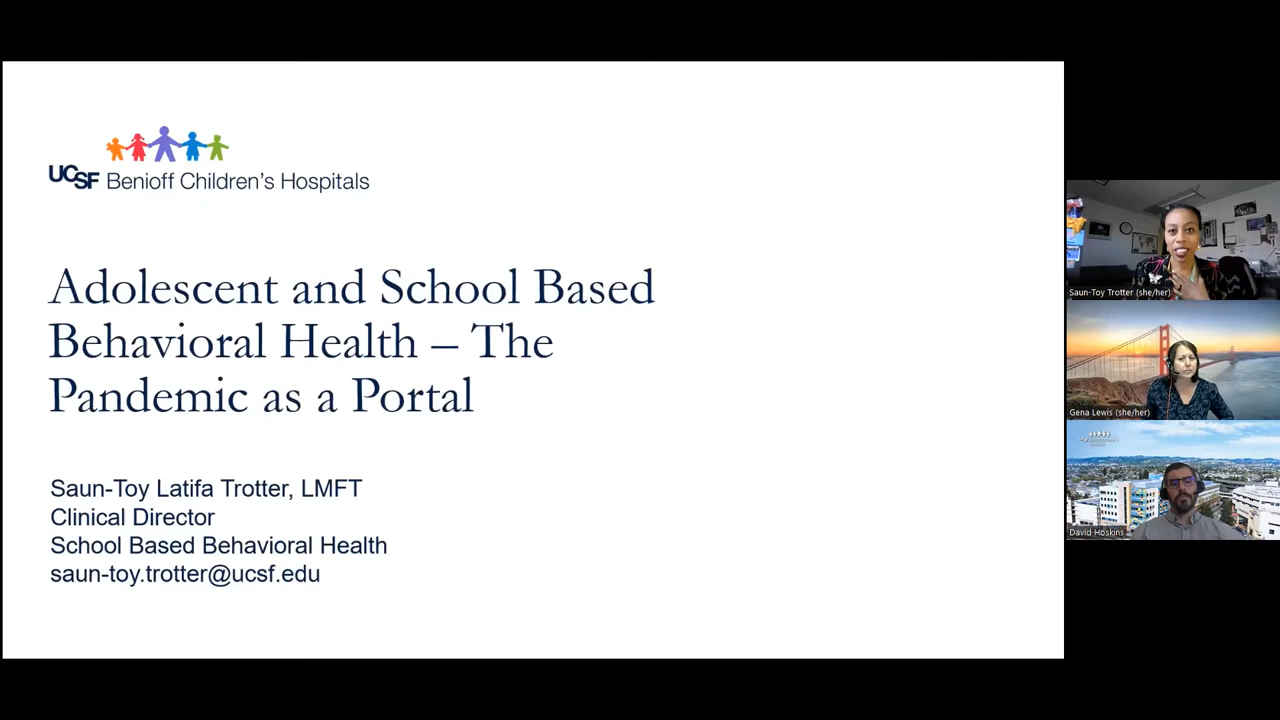 UCSF Benioff Children's Hospitals
Adolescent and School Based
Behavioral Health – The
Pandemic as a Portal
Saun-Toy Latifa Trotter, LMFT
Clinical Director
School Based Behavioral Health
saun-toy.trotter@ucsf.edu
Saun-Toy Trotter (she/her)
Gena Lewis (she/her)
David Hoskins